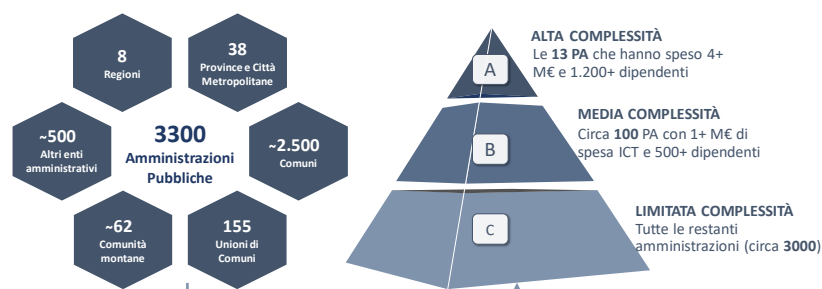 8
Regioni
38
Province e Città
Metropolitane
~500
Altri enti
amministrativi
3300
Amministrazioni
Pubbliche
~2.500
Comuni
~62
Comunità
montane
155
Unioni di
Comuni
A
ALTA COMPLESSITÀ
Le 13 PA che hanno speso 4+
M€ e 1.200+ dipendenti
B
MEDIA COMPLESSITÀ
Circa 100 PA con 1+ M€ di
spesa ICT e 500+ dipendenti
C
LIMITATA COMPLESSITÀ
Tutte le restanti
amministrazioni (circa 3000)